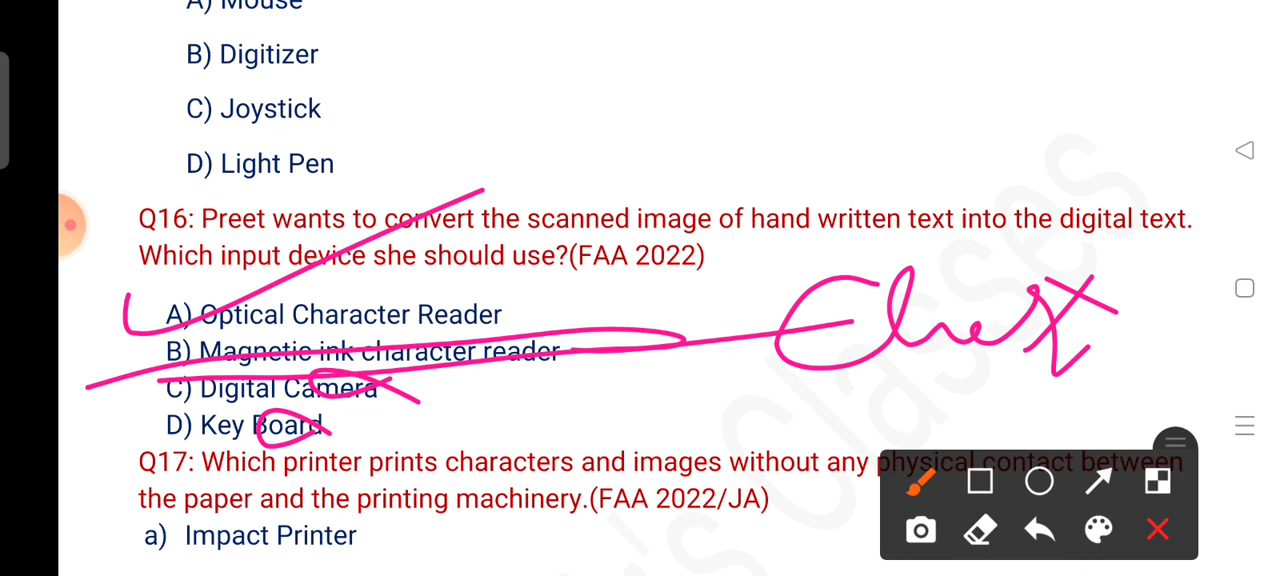 A) Mouse
B) Digitizer
C) Joystick
D) Light Pen
Q16: Preet wants to convert the scanned image of hand written text into the digital text.
Which input device she should use?(FAA 2022)
A) Optical Character Reader
B) Magnetic ink character reader
C) Digital Camera
D) Key Board
Q17: Which printer prints characters and images without any physical contact between
the paper and the printing machinery.(FAA 2022/JA)
a) Impact Printer
's Classes